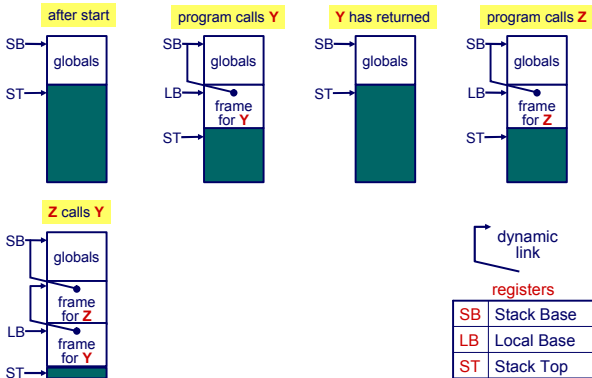 after start
SB
globals
ST
program calls Y
SB
globals
LB
frame
for Y
ST
Y has returned
SB
globals
ST
program calls Z
SB
globals
LB
frame
for Z
ST
Z calls Y
SB
globals
frame
for Z
LB
frame
for Y
ST
dynamic
link
registers
SB Stack Base
LB Local Base
ST Stack Top